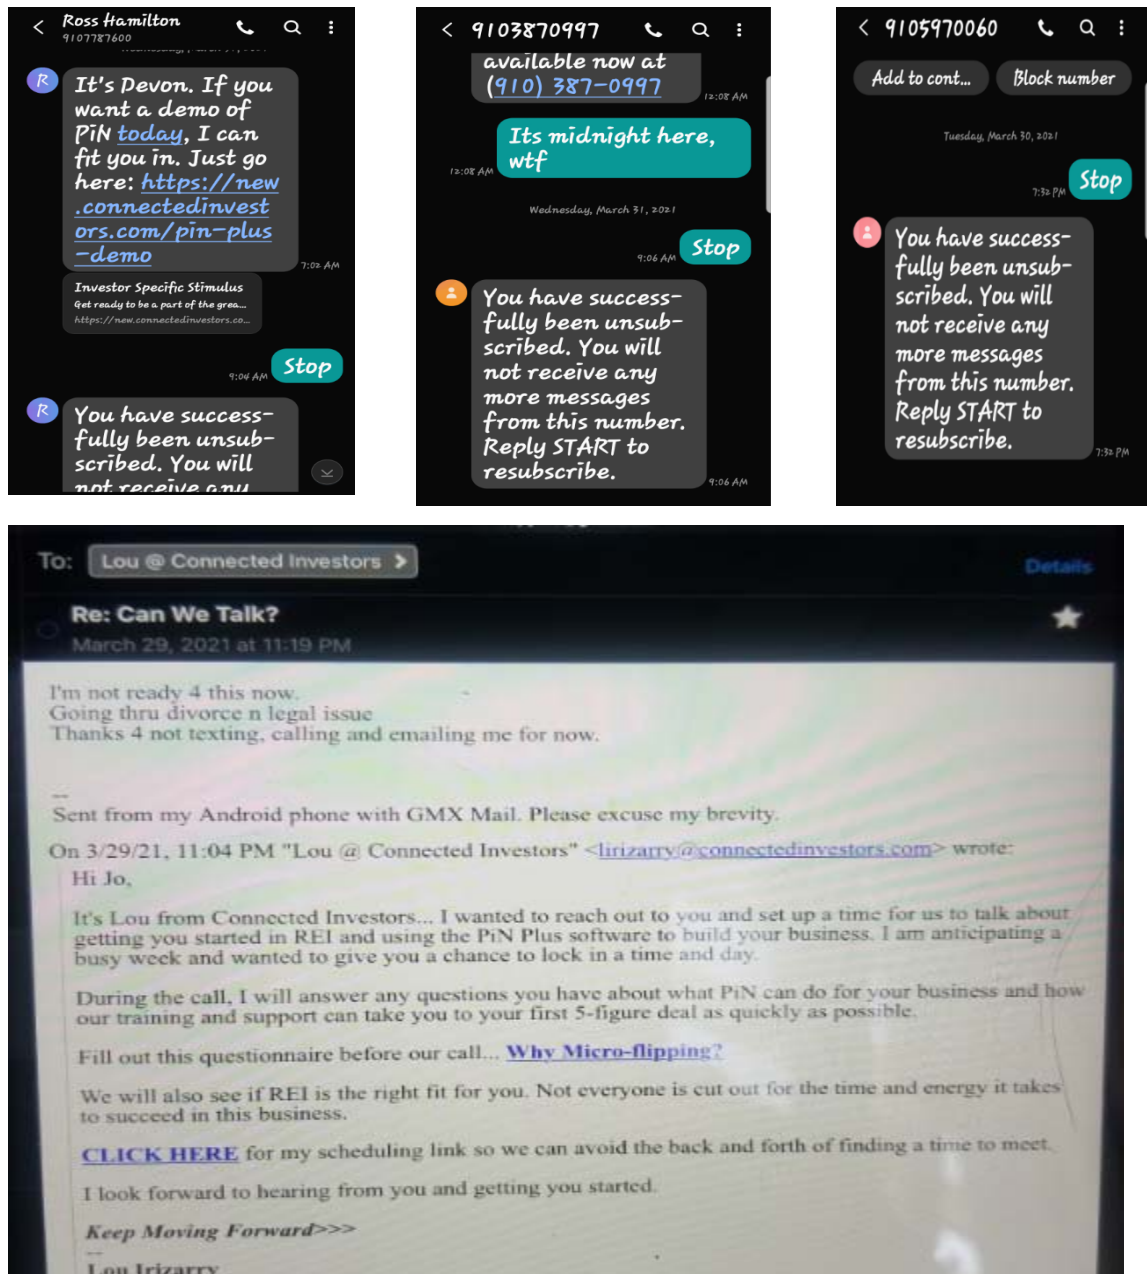 Ross Hamilton
9107787600
It's Devon. If you
want a demo of
PiN today, I can
fit you in. Just go
here: https://new
.connectedinvest
ors.com/pin-plus
-demo
7:02 AM
Investor Specific Stimulus
Get ready to be a part of the grea...
https://new.connectedinvestors.co...
Stop
9:04 AM
R
You have success-
fully been unsub-
scribed. You will
not receive any
9103870997
available now at
(910) 387-0997
12:08 AM
Its midnight here,
wtf
12:08 AM
Wednesday, March 31, 2021
Stop
9:06 AM
You have success-
fully been unsub-
scribed. You will
not receive any
more messages
from this number.
Reply START to
resubscribe.
9:06 AM
9105970060
Add to cont...
Block number
Tuesday, March 30, 2021
Stop
7:32 PM
You have success-
fully been unsub-
scribed. You will
not receive any
more messages
from this number.
Reply START to
resubscribe.
7:32 PM
To: Lou @ Connected Investors >
Details
Re: Can We Talk?
March 29, 2021 at 11:19 PM
I'm not ready 4 this now.
Going thru divorce n legal issue
Thanks 4 not texting, calling and emailing me for now.
--
Sent from my Android phone with GMX Mail. Please excuse my brevity.
On 3/29/21, 11:04 PM "Lou @ Connected Investors" <lirizarry@connectedinvestors.com> wrote:
Hi Jo,
It's Lou from Connected Investors... I wanted to reach out to you and set up a time for us to talk about
getting you started in REI and using the PiN Plus software to build your business. I am anticipating a
busy week and wanted to give you a chance to lock in a time and day.
During the call, I will answer any questions you have about what PiN can do for your business and how
our training and support can take you to your first 5-figure deal as quickly as possible.
Fill out this questionnaire before our call... Why Micro-flipping?
We will also see if REI is the right fit for you. Not everyone is cut out for the time and energy it takes
to succeed in this business.
CLICK HERE for my scheduling link so we can avoid the back and forth of finding a time to meet.
I look forward to hearing from you and getting you started.
Keep Moving Forward>>>
--
Lou Irizarry